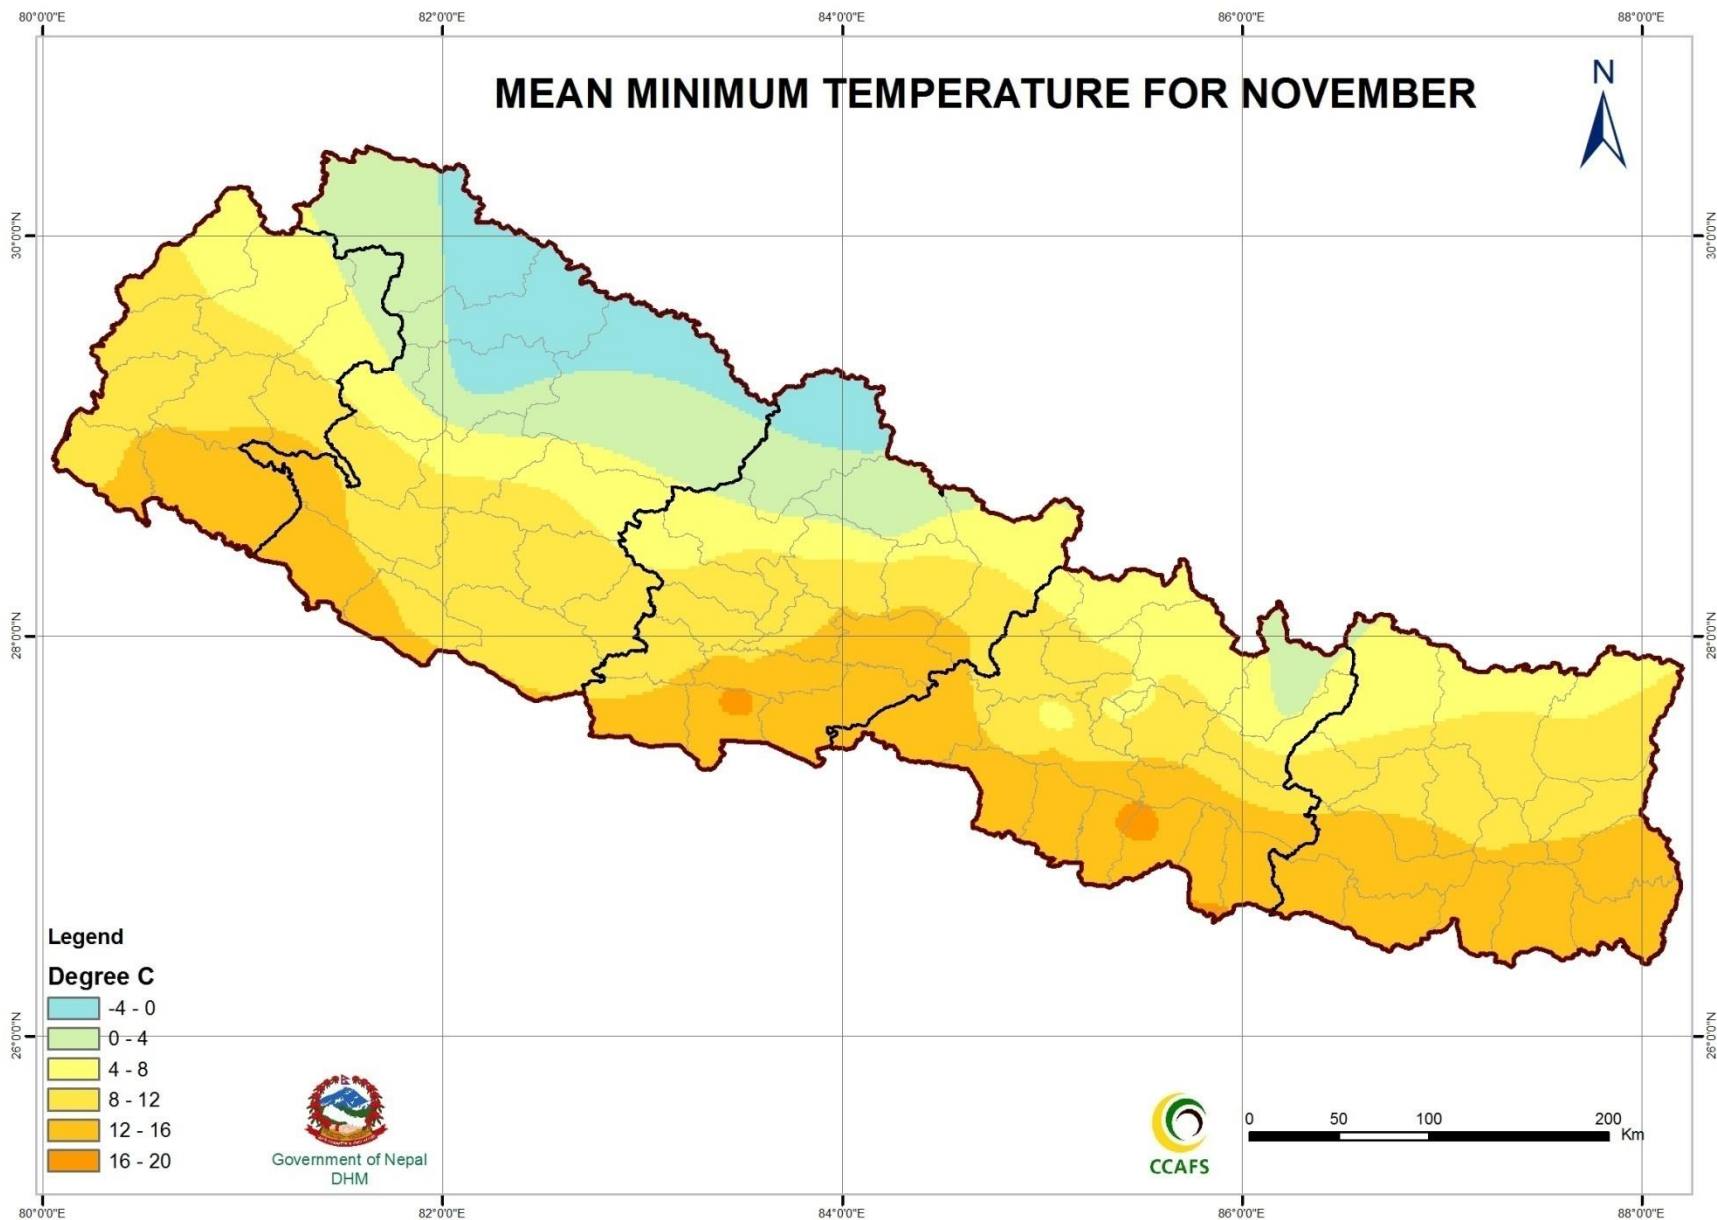 80°0'0"E 82°0'0"E 84°0'0"E 86°0'0"E 88°0'0"E
MEAN MINIMUM TEMPERATURE FOR NOVEMBER
N
30°0'0"N 30°0'0"N
28°0'0"N 28°0'0"N
Legend
Degree C
-4 - 0
0 - 4
4 - 8
8 - 12
12 - 16
16 - 20
26°0'0"N 26°0'0"N
Government of Nepal
DHM
CCAFS
0 50 100 200
Km
80°0'0"E 82°0'0"E 84°0'0"E 86°0'0"E 88°0'0"E